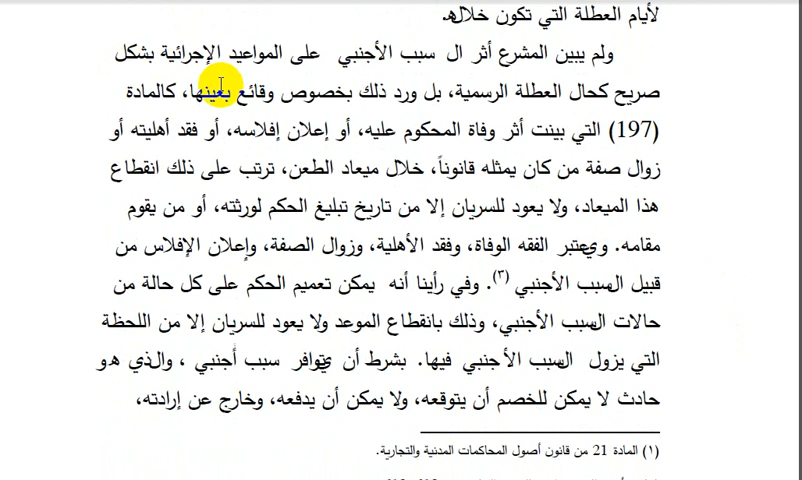 لأيام العطلة التي تكون خلاله.
ولم يبين المشرع أثر ال سبب الأجنبي على المواعيد الإجرائية بشكل
صريح كحال العطلة الرسمية، بل ورد ذلك بخصوص وقائع بعينها، كالمادة
(197) التي بينت أثر وفاة المحكوم عليه، أو إعلان إفلاسه، أو فقد أهليته أو
زوال صفة من كان يمثله قانوناً، خلال ميعاد الطعن، ترتب على ذلك انقطاع
هذا الميعاد، ولا يعود للسريان إلا من تاريخ تبليغ الحكم لورثته، أو من يقوم
مقامه. ويعتبر الفقه الوفاة، وفقد الأهلية، وزوال الصفة، وإعلان الإفلاس من
قبيل السبب الأجنبي (٣). وفي رأينا أنه يمكن تعميم الحكم على كل حالة من
حالات السبب الأجنبي، وذلك بانقطاع الموعد ولا يعود للسريان إلا من اللحظة
التي يزول السبب الأجنبي فيها. بشرط أن يتوافر سبب أجنبي ، والذي هو
حادث لا يمكن للخصم أن يتوقعه، ولا يمكن أن يدفعه، وخارج عن إرادته،
(١) المادة 21 من قانون أصول المحاكمات المدنية والتجارية.